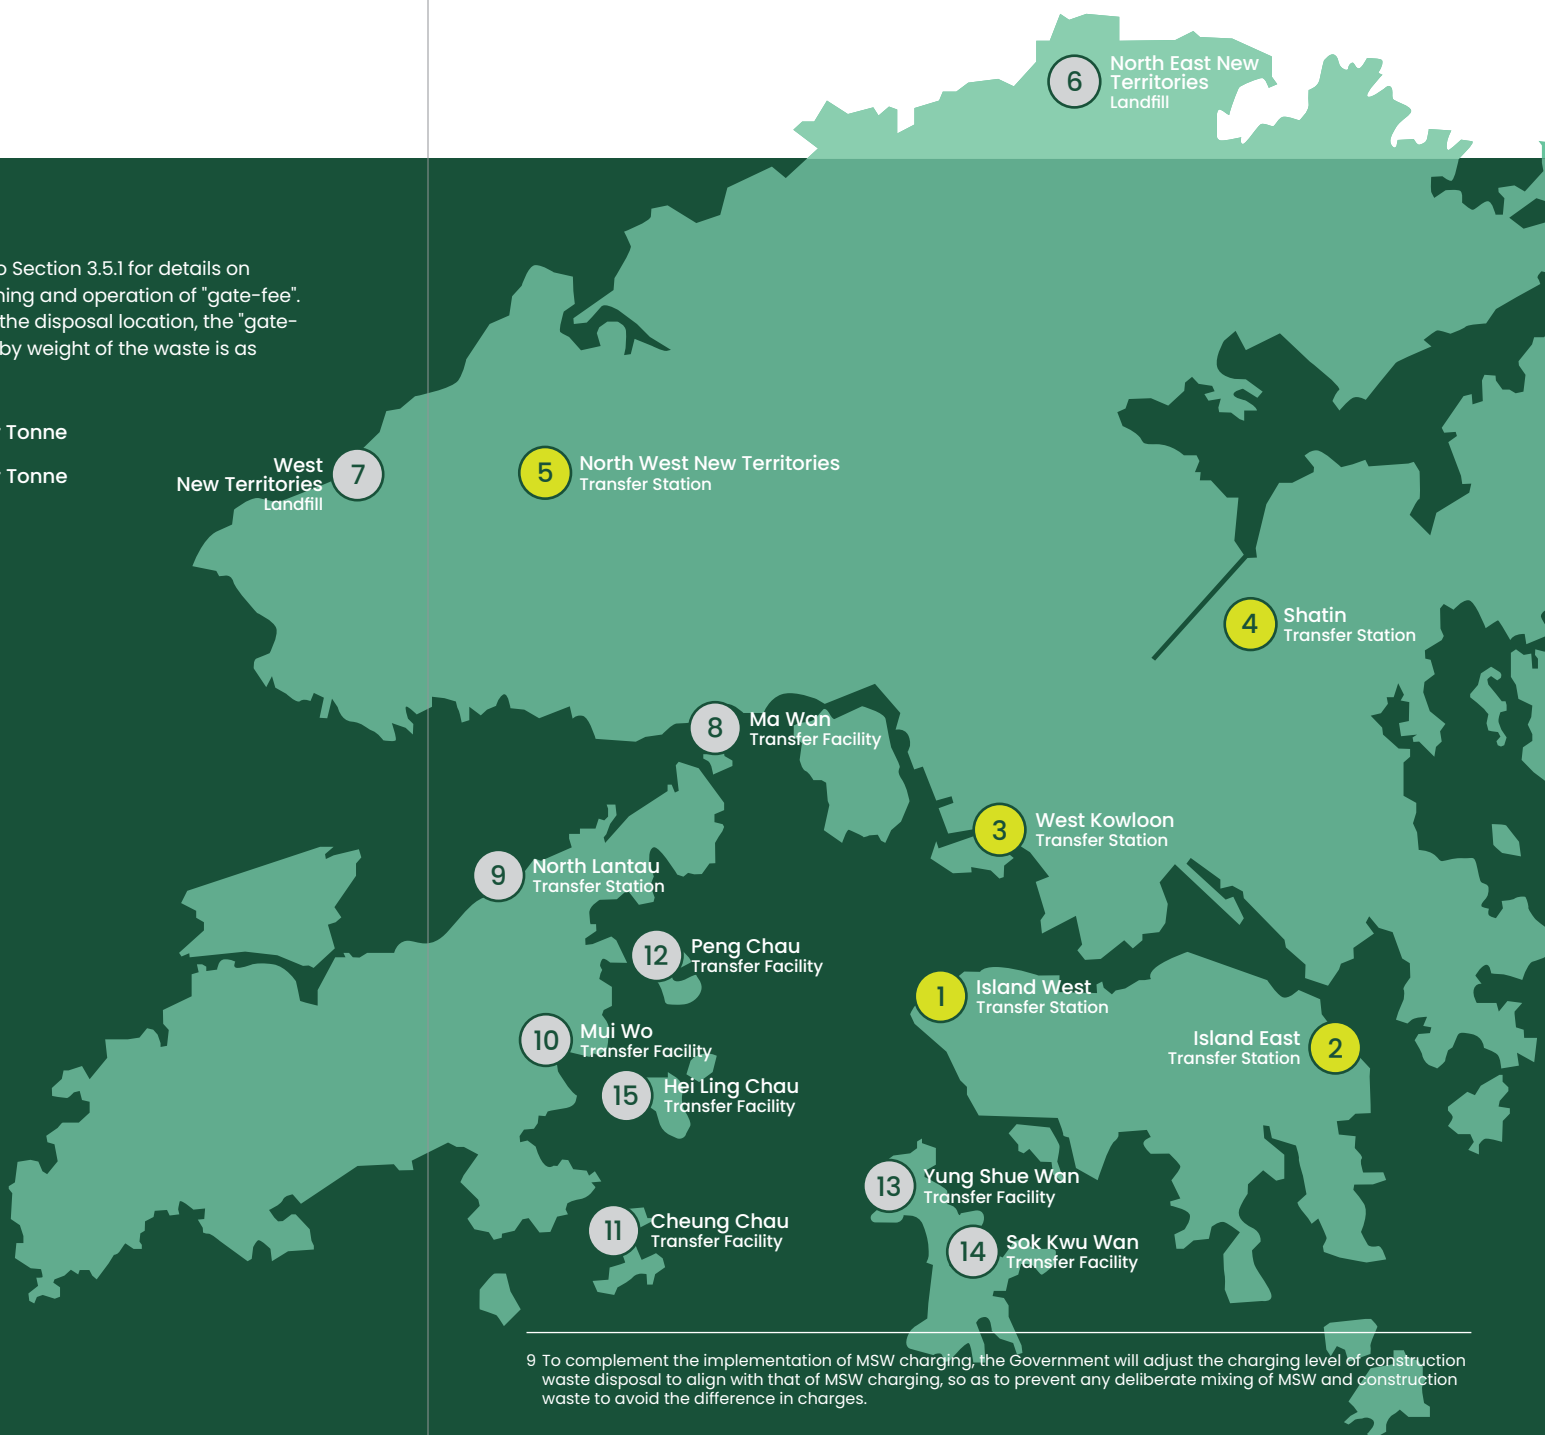 6
North East New
Territories
Landfill
Section 3.5.1 for details on
and operation of "gate-fee".
the disposal location, the "gate-
by weight of the waste is as
Tonne
Tonne
West
New Territories
Landfill
7
5
North West New Territories
Transfer Station
4
Shatin
Transfer Station
8
Ma Wan
Transfer Facility
3
West Kowloon
Transfer Station
9
North Lantau
Transfer Station
12
Peng Chau
Transfer Facility
1
Island West
Transfer Station
10
Mui Wo
Transfer Facility
Island East
Transfer Station
2
15
Hei Ling Chau
Transfer Facility
13
Yung Shue Wan
Transfer Facility
11
Cheung Chau
Transfer Facility
14
Sok Kwu Wan
Transfer Facility
9 To complement the implementation of MSW charging, the Government will adjust the charging level of construction
waste disposal to align with that of MSW charging, so as to prevent any deliberate mixing of MSW and construction
waste to avoid the difference in charges.